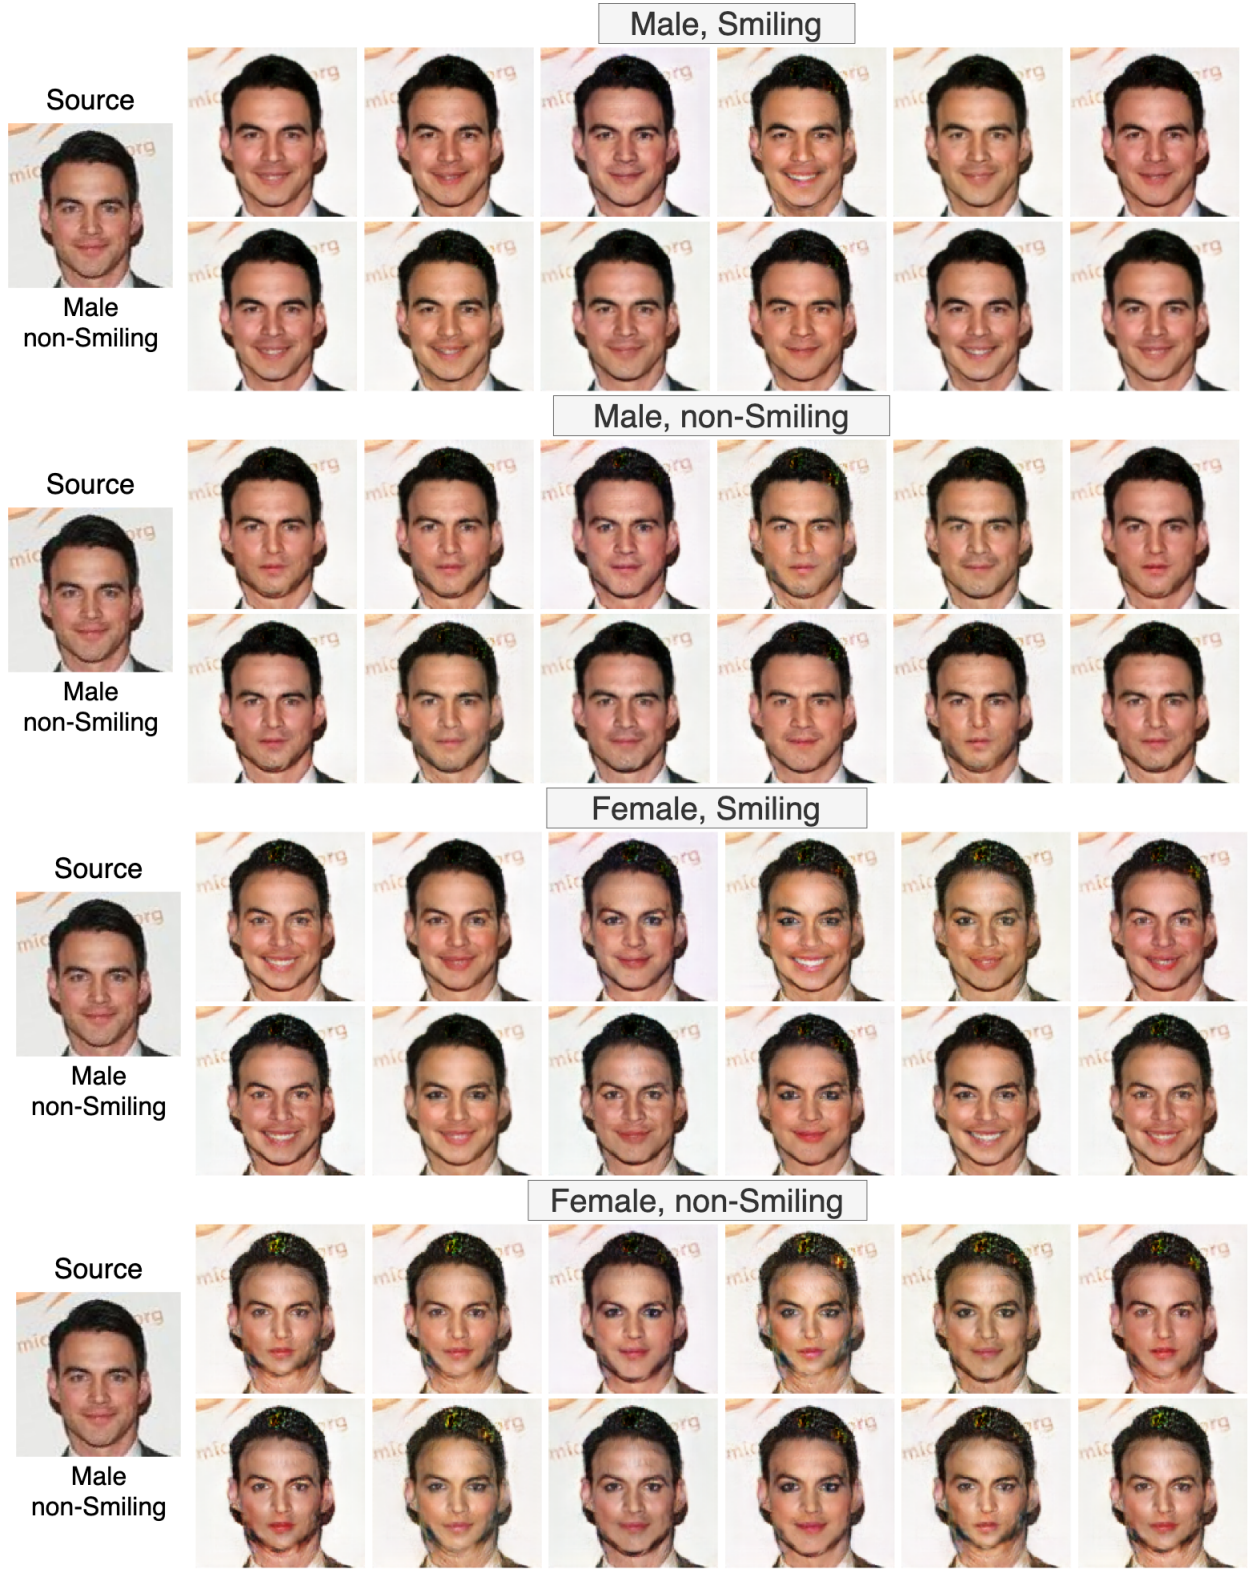 Male, Smiling
Source
Male
non-Smiling
Male, non-Smiling
Source
Male
non-Smiling
Female, Smiling
Source
Male
non-Smiling
Female, non-Smiling
Source
Male
non-Smiling